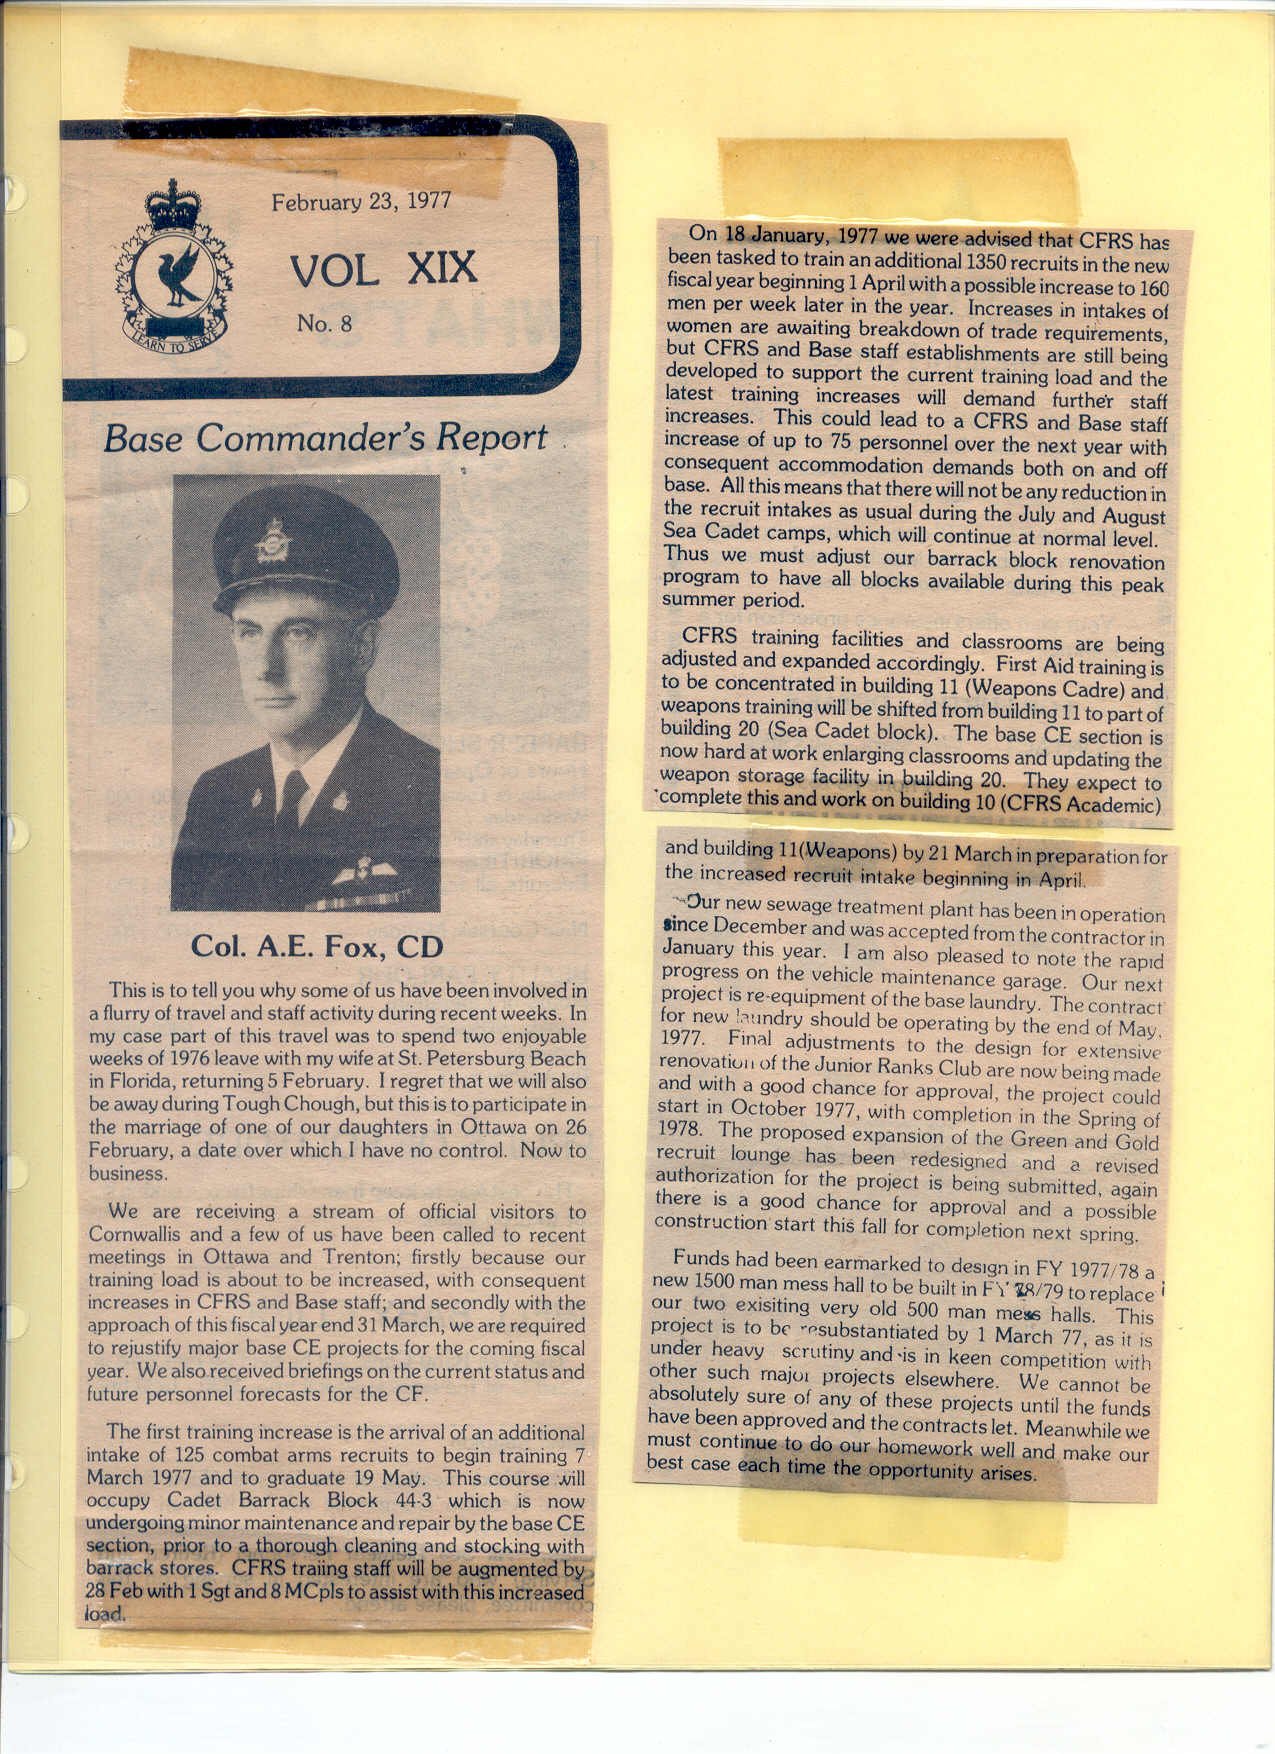 February 23, 1977
VOL XIX
No. 8
LEARN TO SERVE
Base Commander's Report
Col. A.E. Fox, CD
This is to tell you why some of us have been involved in
a flurry of travel and staff activity during recent weeks. In
my case part of this travel was to spend two enjoyable
weeks of 1976 leave with my wife at St. Petersburg Beach
in Florida, returning 5 February. I regret that we will also
be away during Tough Chough, but this is to participate in
the marriage of one of our daughters in Ottawa on 26
February, a date over which I have no control. Now to
business.
We are receiving a stream of official visitors to
Cornwallis and a few of us have been called to recent
meetings in Ottawa and Trenton; firstly because our
training load is about to be increased, with consequent
increases in CFRS and Base staff; and secondly with the
approach of this fiscal year end 31 March, we are required
to rejustify major base CE projects for the coming fiscal
year. We also received briefings on the current status and
future personnel forecasts for the CF.
The first training increase is the arrival of an additional
intake of 125 combat arms recruits to begin training 7
March 1977 and to graduate 19 May. This course will
occupy Cadet Barrack Block 44-3 which is now
undergoing minor maintenance and repair by the base CE
section, prior to a thorough cleaning and stocking with
barrack stores. CFRS traiing staff will be augmented by
28 Feb with 1 Sgt and 8 MCpls to assist with this increased
load.
On 18 January, 1977 we were advised that CFRS has
been tasked to train an additional 1350 recruits in the new
fiscal year beginning 1 April with a possible increase to 160
men per week later in the year. Increases in intakes of
women are awaiting breakdown of trade requirements,
but CFRS and Base staff establishments are still being
developed to support the current training load and the
latest training increases will demand further staff
increases. This could lead to a CFRS and Base staff
increase of up to 75 personnel over the next year with
consequent accommodation demands both on and off
base. All this means that there will not be any reduction in
the recruit intakes as usual during the July and August
Sea Cadet camps, which will continue at normal level.
Thus we must adjust our barrack block renovation
program to have all blocks available during this peak
summer period.
CFRS training facilities and classrooms are being
adjusted and expanded accordingly. First Aid training is
to be concentrated in building 11 (Weapons Cadre) and
weapons training will be shifted from building 11 to part of
building 20 (Sea Cadet block). The base CE section is
now hard at work enlarging classrooms and updating the
weapon storage facility in building 20. They expect to
complete this and work on building 10 (CFRS Academic)
and building 11(Weapons) by 21 March in preparation for
the increased recruit intake beginning in April.
Our new sewage treatment plant has been in operation
since December and was accepted from the contractor in
January this year. I am also pleased to note the rapid
progress on the vehicle maintenance garage. Our next
project is re-equipment of the base laundry. The contract
for new laundry should be operating by the end of May,
1977. Final adjustments to the design for extensive
renovation of the Junior Ranks Club are now being made
and with a good chance for approval, the project could
start in October 1977, with completion in the Spring of
1978. The proposed expansion of the Green and Gold
recruit lounge has been redesigned and a revised
authorization for the project is being submitted, again
there is a good chance for approval and a possible
construction start this fall for completion next spring.
Funds had been earmarked to design in FY 1977/78 a
new 1500 man mess hall to be built in FY 78/79 to replace
our two exisiting very old 500 man mess halls. This
project is to be resubstantiated by 1 March 77, as it is
under heavy scrutiny and is in keen competition with
other such major projects elsewhere. We cannot be
absolutely sure of any of these projects until the funds
have been approved and the contracts let. Meanwhile we
must continue to do our homework well and make our
best case each time the opportunity arises.